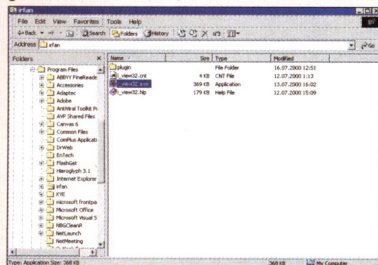 irfan
File Edit View Favorites Tools Help
Back Search Folders History
Address irfan Go
Folders
Program Files
ABBYY FineReader
Accessories
Adaptec
Adobe
AntiViral Toolkit Pr
AVP Shared Files
Canvas 6
Common Files
ComPlus Applicati
DrWeb
EnTech
FlashGet
Hieroglyph 3.1
Internet Explorer
irfan
KYE
microsoft frontpa
Microsoft Office
Microsoft Visual S
NBGClean®
NetLaunch
NetMeeting
Name Size Type Modified
plugin File Folder 16.07.2000 12:51
i_view32.cnt 4 KB CNT File 12.07.2000 1:13
i_view32.exe 369 KB Application 13.07.2000 16:02
i_view32.hlp 179 KB Help File 12.07.2000 15:09
Type: Application Size: 368 KB 368 KB My Computer